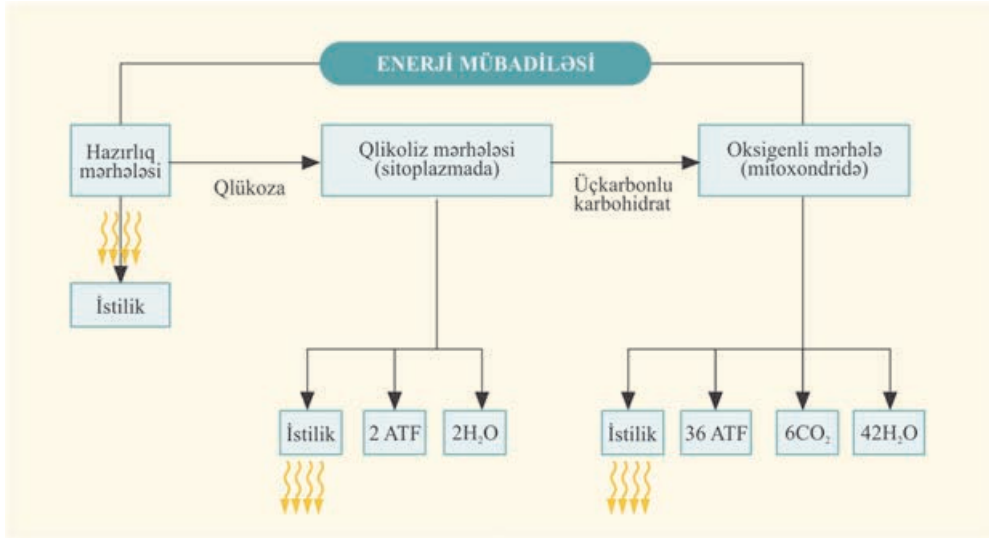 ENERJİ MÜBADİLƏSİ
Hazırlıq
mərhələsi
Qlükoza
Qlikoliz mərhələsi
(sitoplazmada)
Üçkarbonlu
karbohidrat
Oksigenli mərhələ
(mitoxondridə)
İstilik
İstilik
2 ATF
2H₂O
İstilik
36 ATF
6CO₂
42H₂O